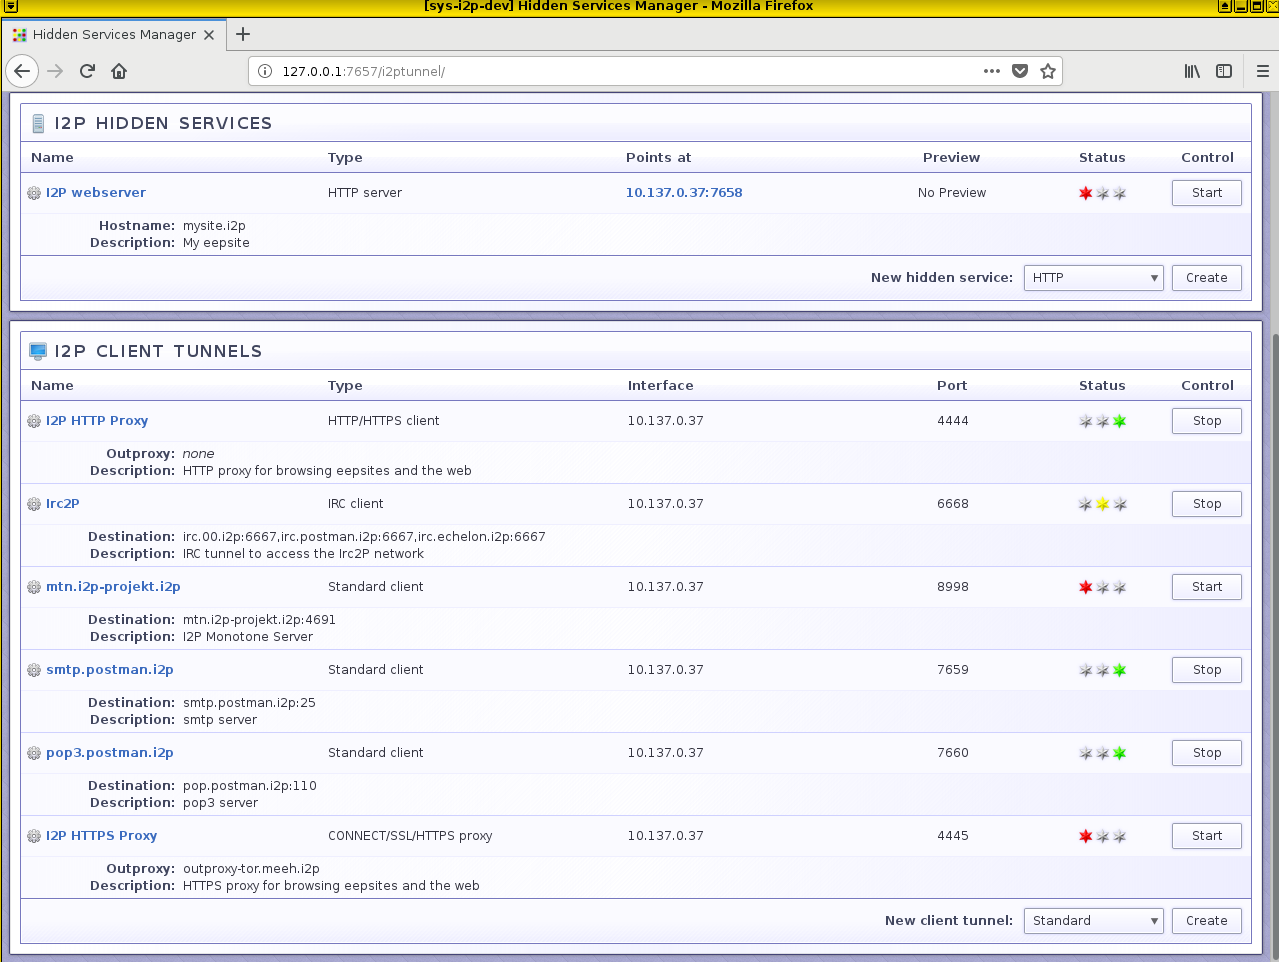 [sys-i2p-dev] Hidden Services Manager - Mozilla Firefox
Hidden Services Manager
127.0.0.1:7657/i2ptunnel/
I2P HIDDEN SERVICES
Name Type Points at Preview Status Control
I2P webserver HTTP server 10.137.0.37:7658 No Preview Start
Hostname: mysite.i2p
Description: My eepsite
New hidden service: HTTP Create
I2P CLIENT TUNNELS
Name Type Interface Port Status Control
I2P HTTP Proxy HTTP/HTTPS client 10.137.0.37 4444 Stop
Outproxy: none
Description: HTTP proxy for browsing eepsites and the web
Irc2P IRC client 10.137.0.37 6668 Stop
Destination: irc.00.i2p:6667,irc.postman.i2p:6667,irc.echelon.i2p:6667
Description: IRC tunnel to access the Irc2P network
mtn.i2p-projekt.i2p Standard client 10.137.0.37 8998 Start
Destination: mtn.i2p-projekt.i2p:4691
Description: I2P Monotone Server
smtp.postman.i2p Standard client 10.137.0.37 7659 Stop
Destination: smtp.postman.i2p:25
Description: smtp server
pop3.postman.i2p Standard client 10.137.0.37 7660 Stop
Destination: pop.postman.i2p:110
Description: pop3 server
I2P HTTPS Proxy CONNECT/SSL/HTTPS proxy 10.137.0.37 4445 Start
Outproxy: outproxy-tor.meeh.i2p
Description: HTTPS proxy for browsing eepsites and the web
New client tunnel: Standard Create